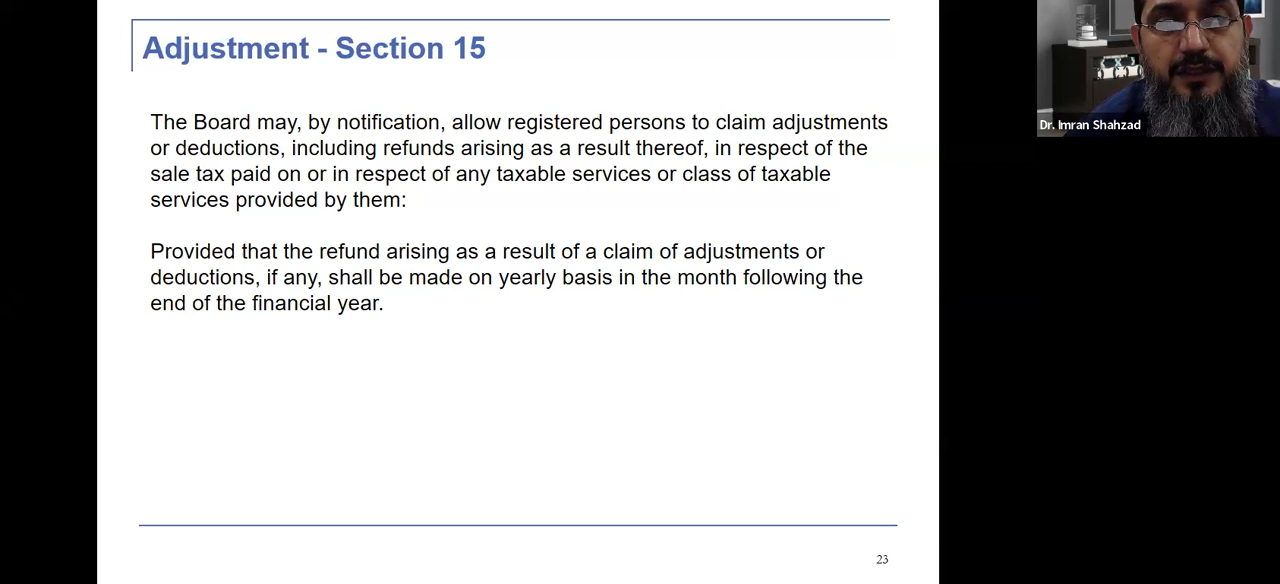 Adjustment - Section 15
The Board may, by notification, allow registered persons to claim adjustments
or deductions, including refunds arising as a result thereof, in respect of the
sale tax paid on or in respect of any taxable services or class of taxable
services provided by them:
Provided that the refund arising as a result of a claim of adjustments or
deductions, if any, shall be made on yearly basis in the month following the
end of the financial year.
23
Dr. Imran Shahzad